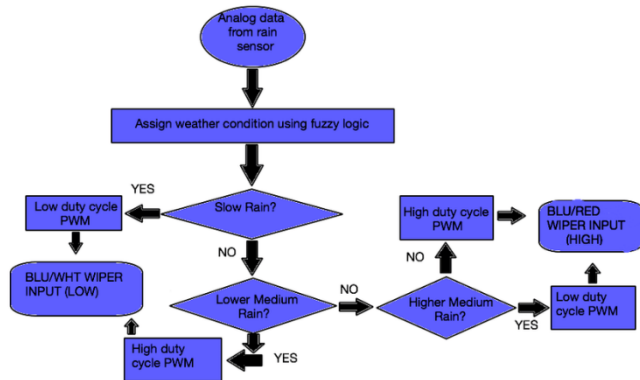 Analog data
from rain
sensor
Assign weather condition using fuzzy logic
YES
Slow Rain?
Low duty cycle
PWM
NO
BLU/WHT WIPER
INPUT (LOW)
Lower Medium
Rain?
YES
High duty
cycle PWM
NO
Higher Medium
Rain?
NO
High duty cycle
PWM
BLU/RED
WIPER INPUT
(HIGH)
YES
Low duty
cycle PWM